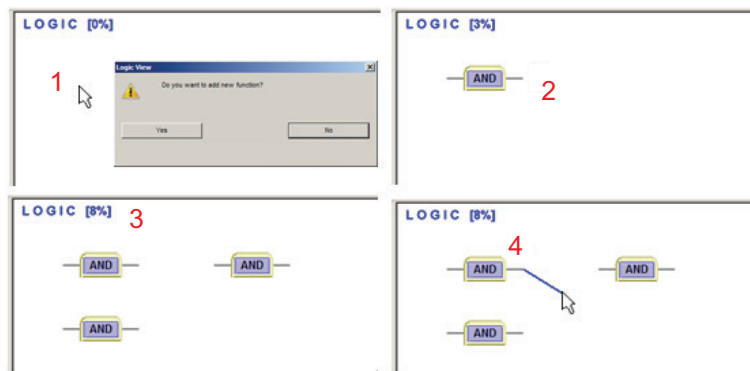 LOGIC [0%]
1
Logic View
Do you want to add new function?
Yes
No
LOGIC [3%]
AND
2
LOGIC [8%]
3
AND
AND
AND
LOGIC [8%]
4
AND
AND
AND